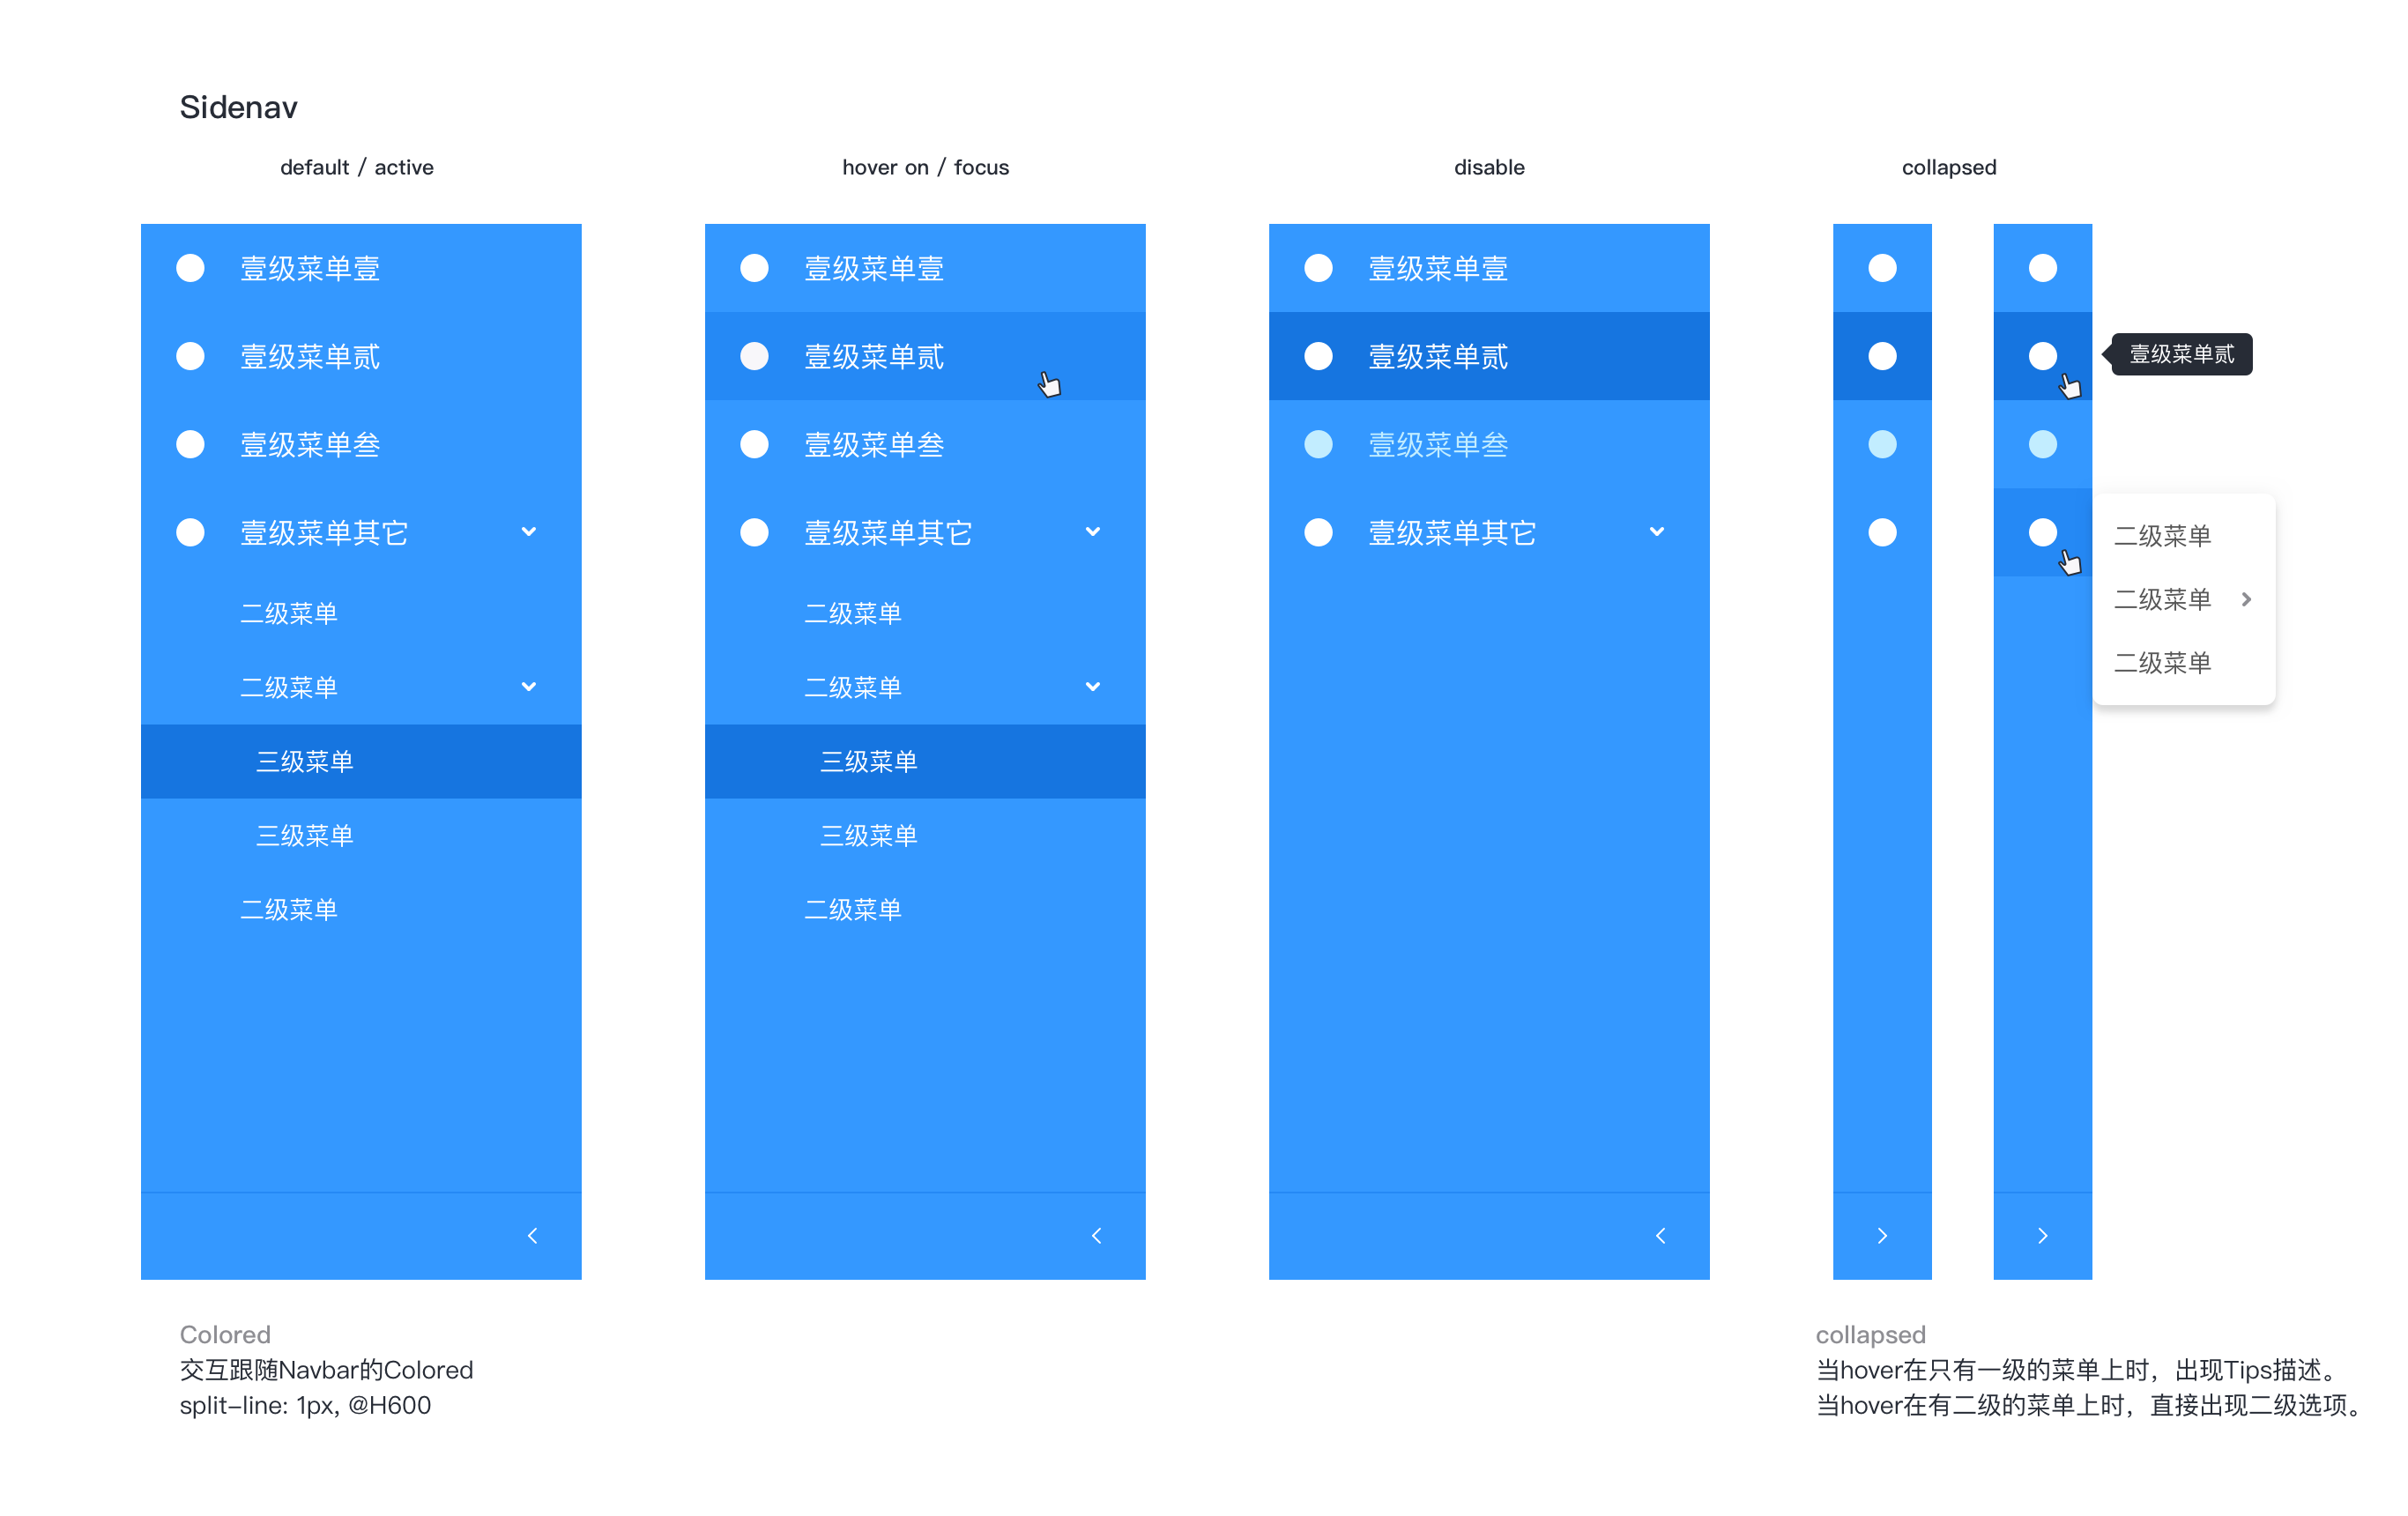 Sidenav
default / active
壹级菜单壹
壹级菜单贰
壹级菜单叁
壹级菜单其它
二级菜单
二级菜单
三级菜单
三级菜单
二级菜单
hover on / focus
壹级菜单壹
壹级菜单贰
壹级菜单叁
壹级菜单其它
二级菜单
二级菜单
三级菜单
三级菜单
二级菜单
disable
壹级菜单壹
壹级菜单贰
壹级菜单叁
壹级菜单其它
collapsed
壹级菜单贰
二级菜单
二级菜单
二级菜单
Colored
交互跟随Navbar的Colored
split-line: 1px, @H600
collapsed
当hover在只有一级的菜单上时，出现Tips描述。
当hover在有二级的菜单上时，直接出现二级选项。